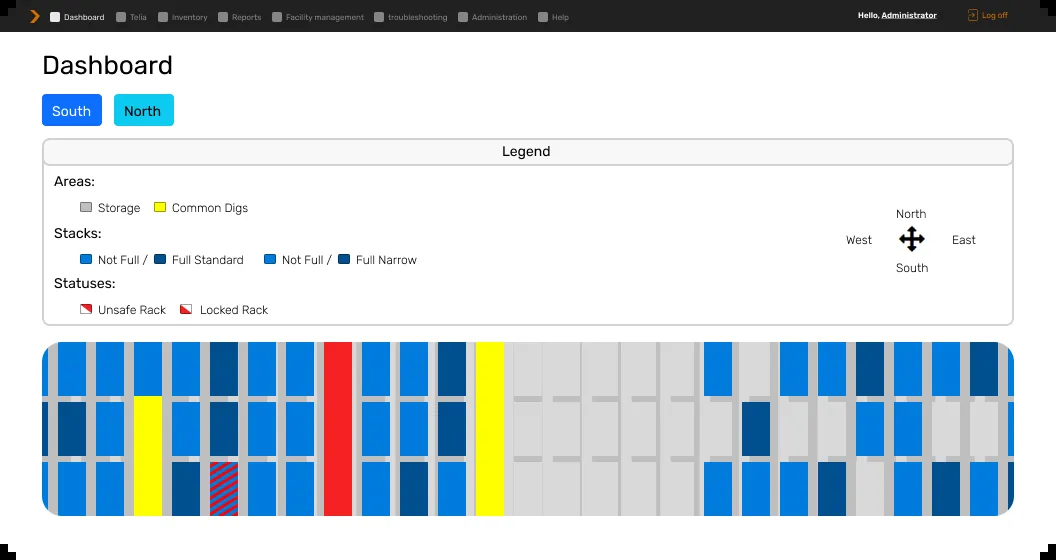 Dashboard Telia Inventory Reports Facility management troubleshooting Administration Help Hello, Administrator Log off
Dashboard
South North
Legend
Areas:
Storage Common Digs
Stacks:
Not Full / Full Standard Not Full / Full Narrow
Statuses:
Unsafe Rack Locked Rack
North
West East
South